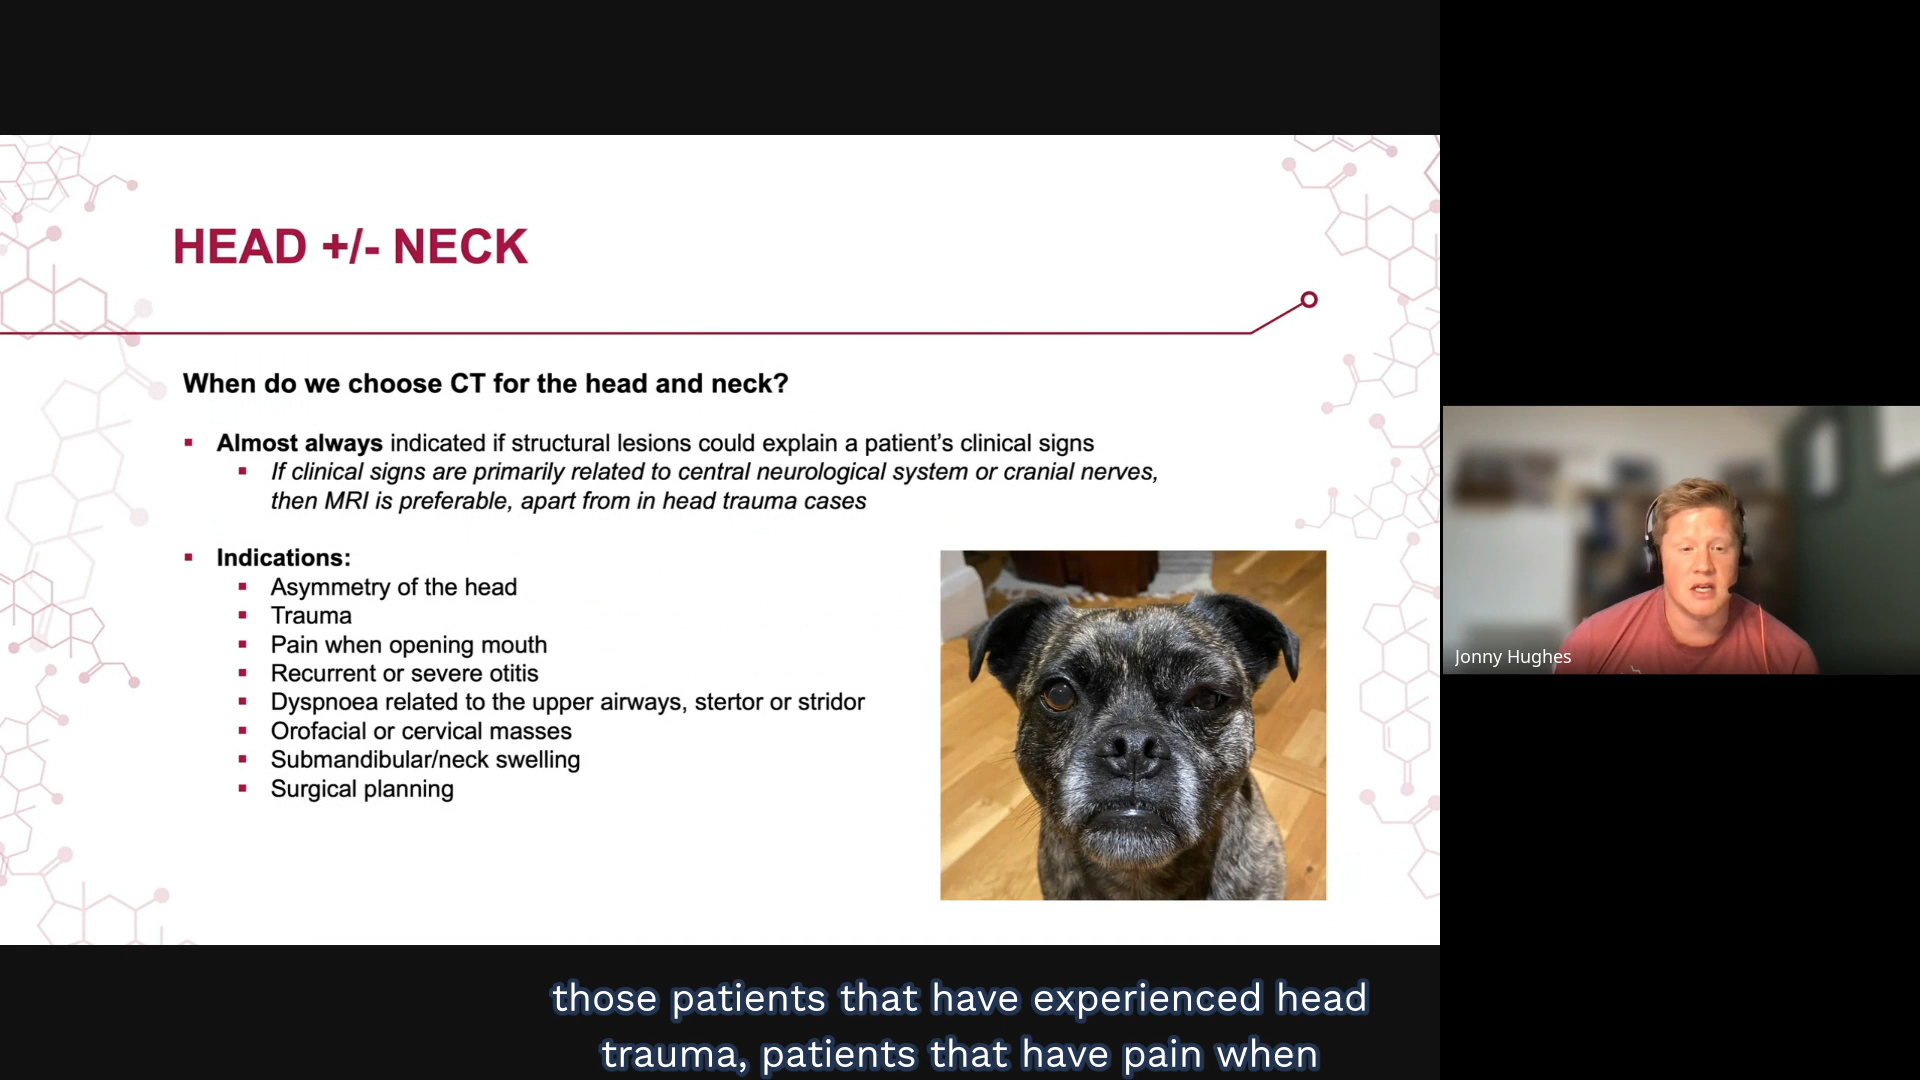 HEAD +/- NECK
When do we choose CT for the head and neck?
Almost always indicated if structural lesions could explain a patient’s clinical signs
If clinical signs are primarily related to central neurological system or cranial nerves,
then MRI is preferable, apart from in head trauma cases
Indications:
Asymmetry of the head
Trauma
Pain when opening mouth
Recurrent or severe otitis
Dyspnoea related to the upper airways, stertor or stridor
Orofacial or cervical masses
Submandibular/neck swelling
Surgical planning
Jonny Hughes
those patients that have experienced head
trauma, patients that have pain when